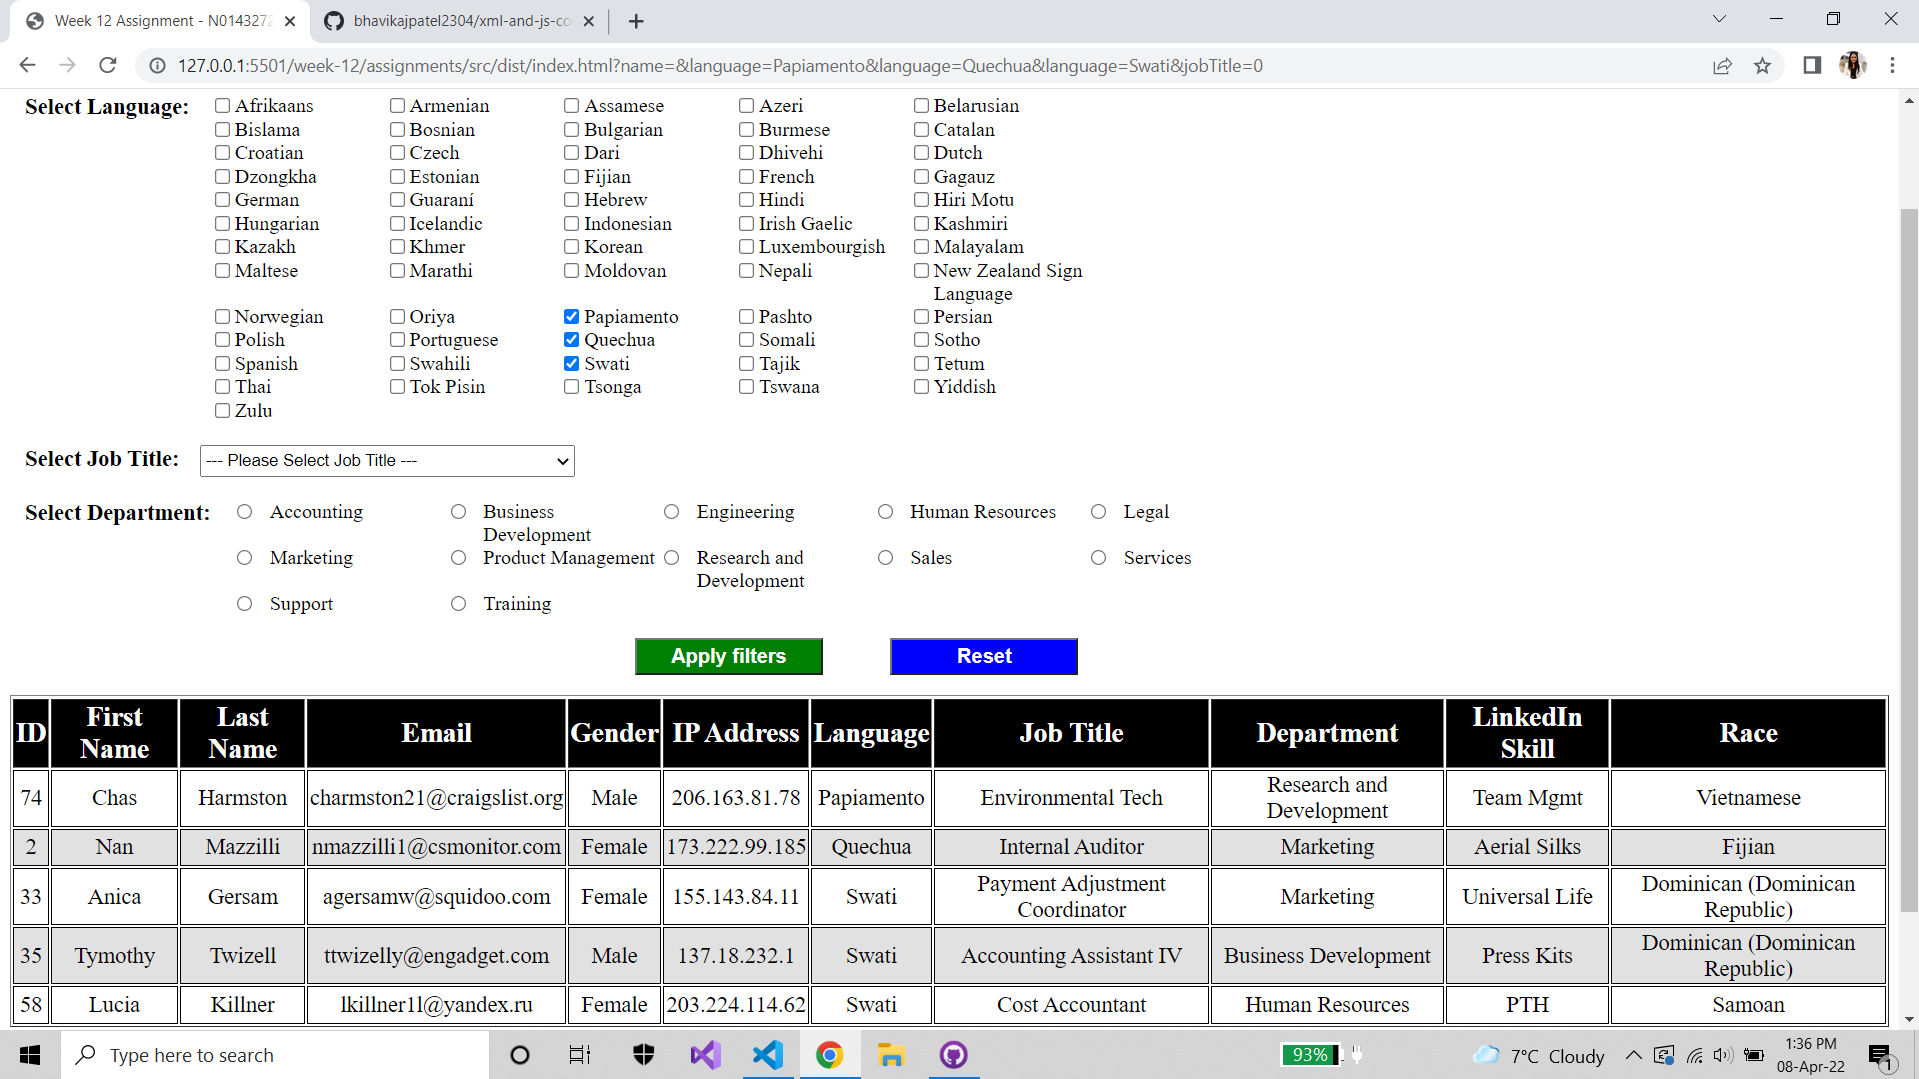 Week 12 Assignment - N0143272
bhavikajpatel2304/xml-and-js-co
127.0.0.1:5501/week-12/assignments/src/dist/index.html?name=&language=Papiamento&language=Quechua&language=Swati&jobTitle=0
Select Language: Afrikaans Armenian Assamese Azeri Belarusian
Bislama Bosnian Bulgarian Burmese Catalan
Croatian Czech Dari Dhivehi Dutch
Dzongkha Estonian Fijian French Gagauz
German Guaraní Hebrew Hindi Hiri Motu
Hungarian Icelandic Indonesian Irish Gaelic Kashmiri
Kazakh Khmer Korean Luxembourgish Malayalam
Maltese Marathi Moldovan Nepali New Zealand Sign
Language
Norwegian Oriya Papiamento Pashto Persian
Polish Portuguese Quechua Somali Sotho
Spanish Swahili Swati Tajik Tetum
Thai Tok Pisin Tsonga Tswana Yiddish
Zulu
Select Job Title: --- Please Select Job Title ---
Select Department: Accounting Business Engineering Human Resources Legal
Development
Marketing Product Management Research and Sales Services
Development
Support Training
Apply filters Reset
ID First Name Last Name Email Gender IP Address Language Job Title Department LinkedIn Skill Race
74 Chas Harmston charmston21@craigslist.org Male 206.163.81.78 Papiamento Environmental Tech Research and Development Team Mgmt Vietnamese
2 Nan Mazzilli nmazzilli1@csmonitor.com Female 173.222.99.185 Quechua Internal Auditor Marketing Aerial Silks Fijian
33 Anica Gersam agersamw@squidoo.com Female 155.143.84.11 Swati Payment Adjustment Coordinator Marketing Universal Life Dominican (Dominican Republic)
35 Tymothy Twizell ttwizelly@engadget.com Male 137.18.232.1 Swati Accounting Assistant IV Business Development Press Kits Dominican (Dominican Republic)
58 Lucia Killner lkillner1l@yandex.ru Female 203.224.114.62 Swati Cost Accountant Human Resources PTH Samoan
Type here to search
93%
7°C Cloudy
1:36 PM
08-Apr-22
1